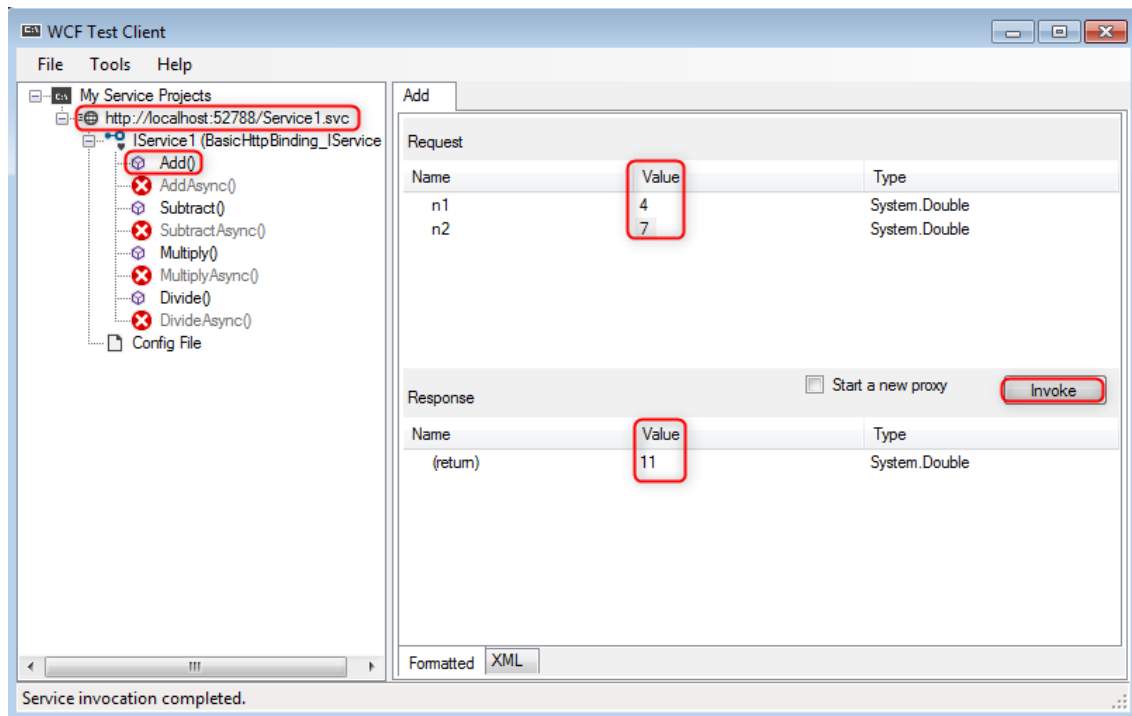 WCF Test Client
File Tools Help
My Service Projects
http://localhost:52788/Service1.svc
IService1 (BasicHttpBinding_IService
Add()
AddAsync()
Subtract()
SubtractAsync()
Multiply()
MultiplyAsync()
Divide()
DivideAsync()
Config File
Add
Request
Name Value Type
n1 4 System.Double
n2 7 System.Double
Start a new proxy Invoke
Response
Name Value Type
(return) 11 System.Double
Formatted XML
Service invocation completed.